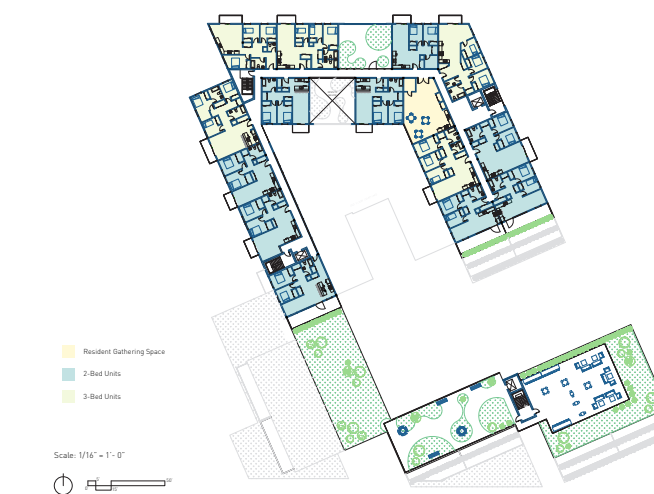 Resident Gathering Space
2-Bed Units
3-Bed Units
Scale: 1/16" = 1'- 0"